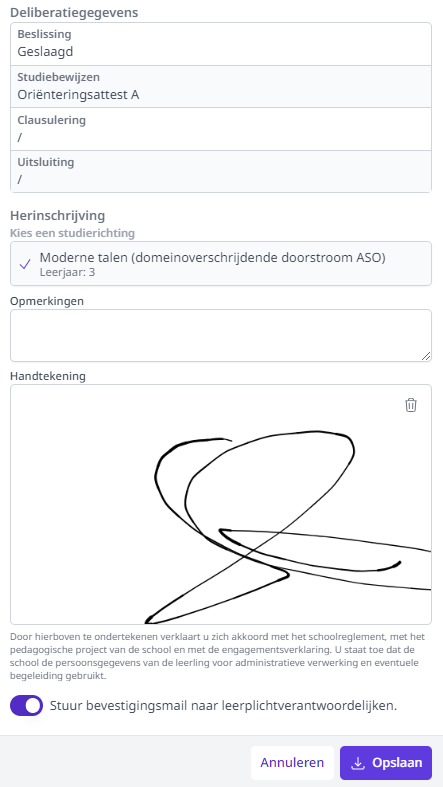 Deliberatiegegevens
Beslissing
Geslaagd
Studiebewijzen
Oriënteringsattest A
Clausulering
/
Uitsluiting
/
Herinschrijving
Kies een studierichting
Moderne talen (domeinoverschrijdende doorstroom ASO)
Leerjaar: 3
Opmerkingen
Handtekening
Door hierboven te ondertekenen verklaart u zich akkoord met het schoolreglement, met het
pedagogische project van de school en met de engagementsverklaring. U staat toe dat de
school de persoonsgegevens van de leerling voor administratieve verwerking en eventuele
begeleiding gebruikt.
Stuur bevestigingsmail naar leerplichtverantwoordelijken.
Annuleren
Opslaan